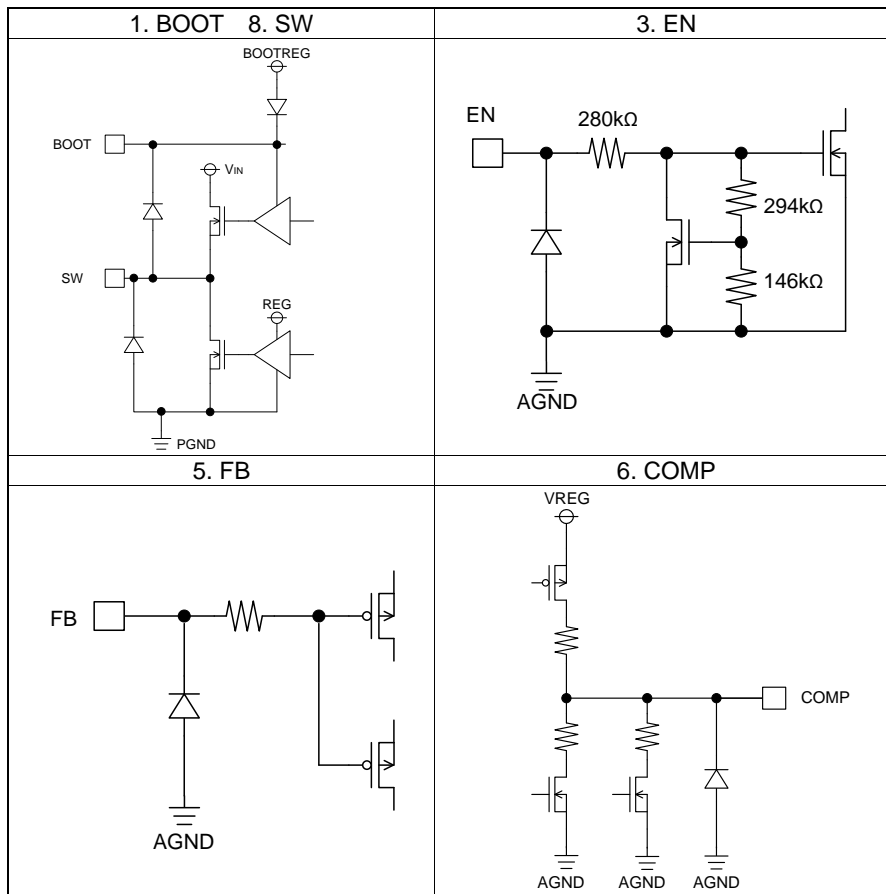 1. BOOT 8. SW
BOOTREG
BOOT
VIN
SW
REG
PGND
3. EN
EN
280kΩ
294kΩ
146kΩ
AGND
5. FB
FB
AGND
6. COMP
VREG
COMP
AGND AGND AGND